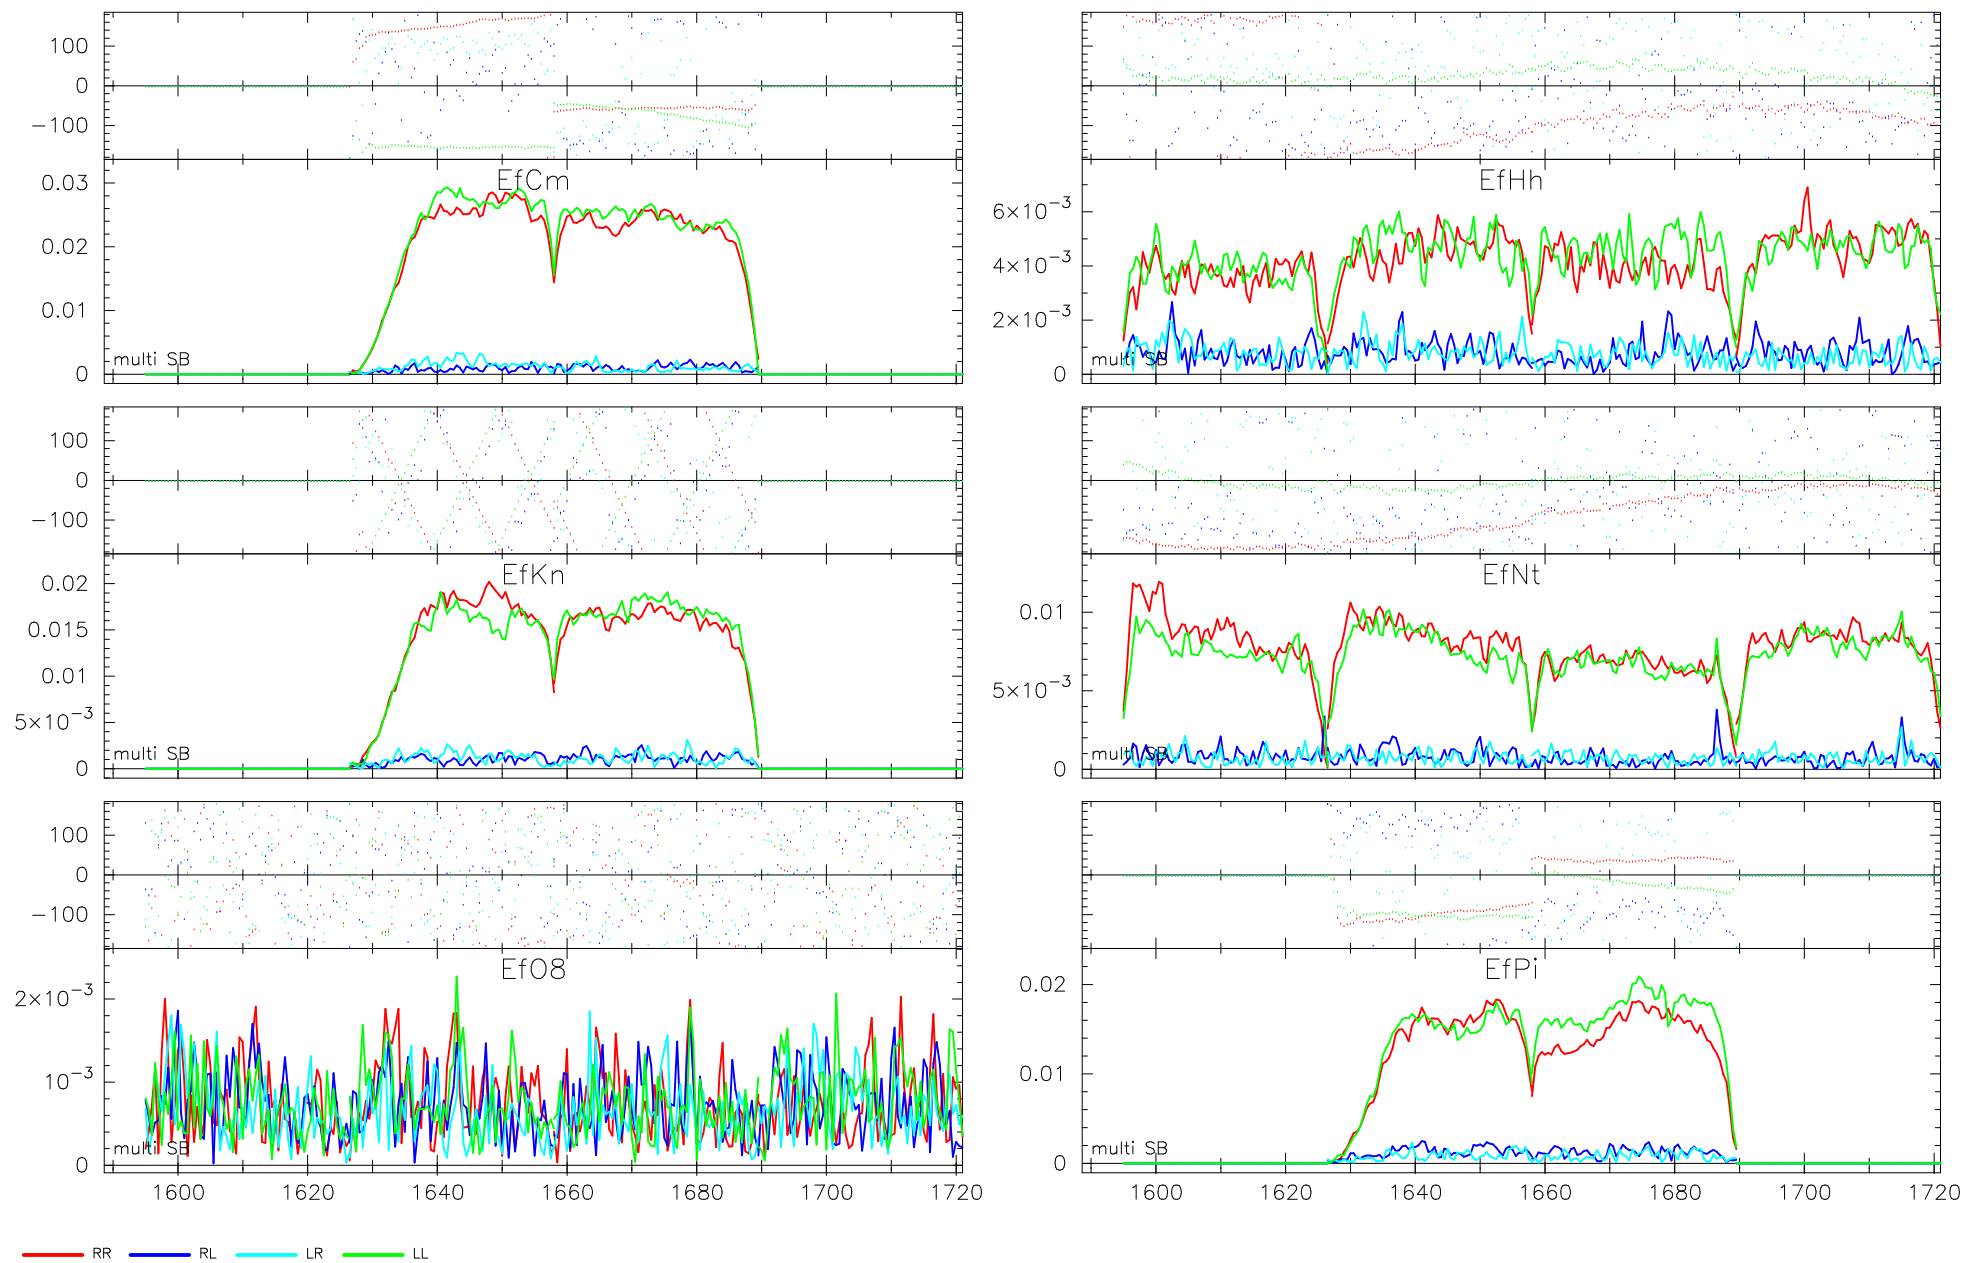 100
0
−100
EfCm
0.03
0.02
0.01
0
multi SB
EfHh
6×10⁻³
4×10⁻³
2×10⁻³
0
multi SB
100
0
−100
EfKn
0.02
0.015
0.01
5×10⁻³
0
multi SB
EfNt
0.01
5×10⁻³
0
multi SB
100
0
−100
EfO8
2×10⁻³
10⁻³
0
multi SB
1600 1620 1640 1660 1680 1700 1720
EfPi
0.02
0.01
0
multi SB
1600 1620 1640 1660 1680 1700 1720
RR RL LR LL